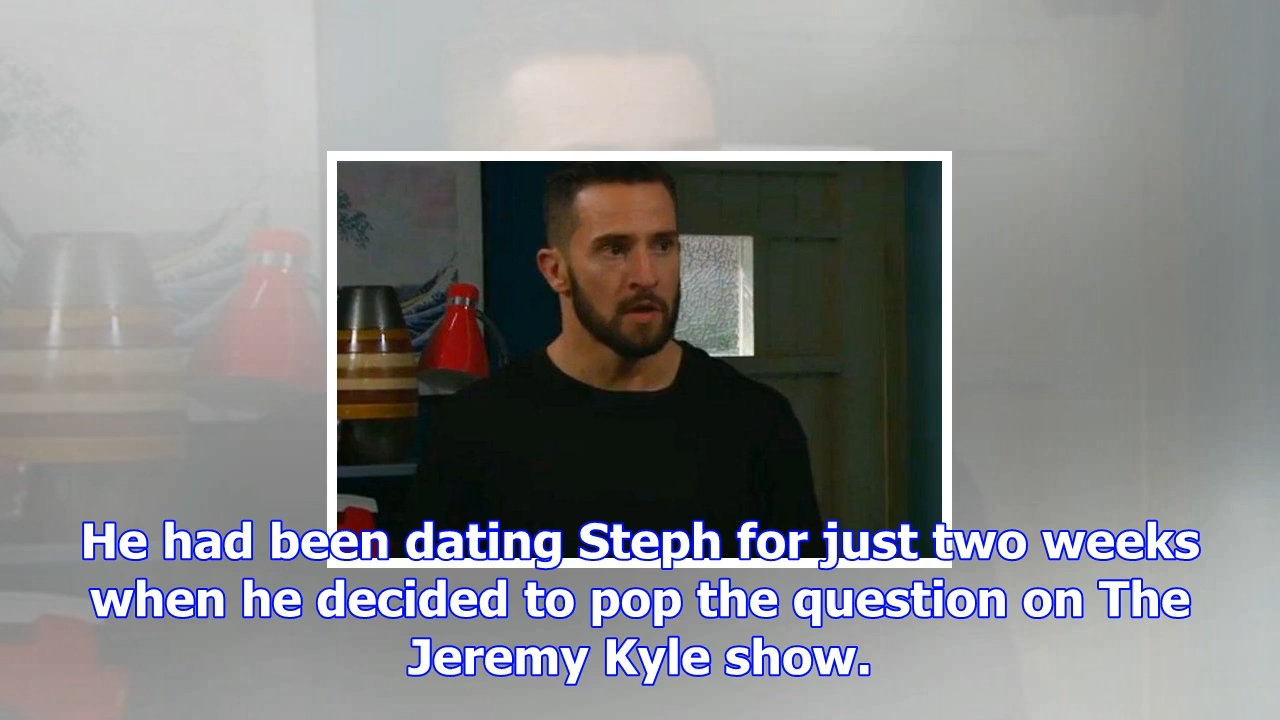 He had been dating Steph for just two weeks
when he decided to pop the question on The
Jeremy Kyle show.